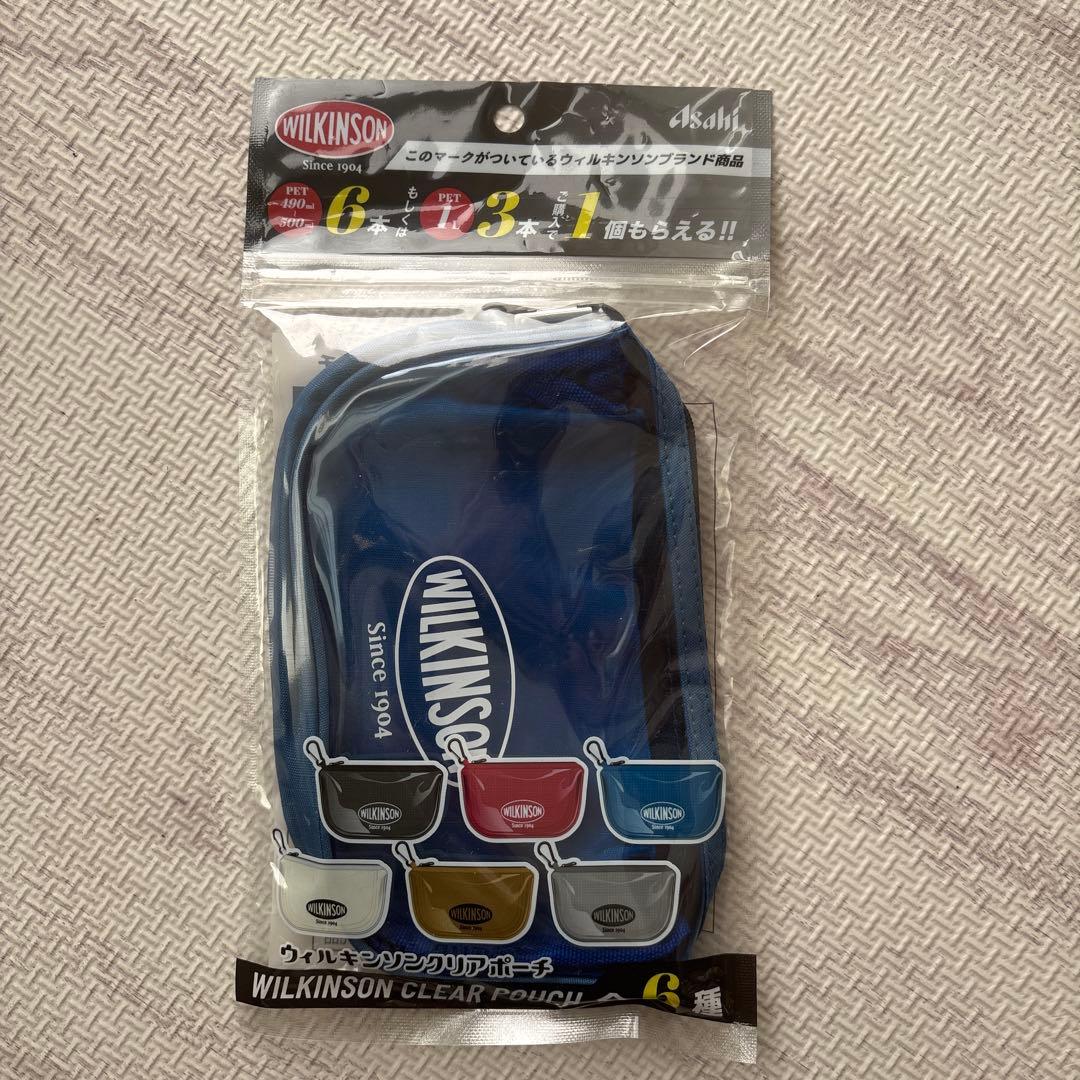 WILKINSON
Since 1904
Asahi
このマークがついているウィルキンソンブランド商品
PET
490ml
500ml
6本
もしくは
PET
1L
3本
ご購入で
1個もらえる!!
WILKINSON
Since 1904
WILKINSON
Since 1904
WILKINSON
Since 1904
WILKINSON
Since 1904
WILKINSON
Since 1904
WILKINSON
Since 1904
WILKINSON
Since 1904
ウィルキンソンクリアポーチ
WILKINSON CLEAR POUCH
全6種